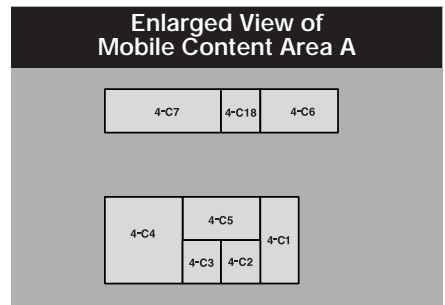 Enlarged View of
Mobile Content Area A
4-C7 4-C18 4-C6
4-C4 4-C5 4-C1
4-C3 4-C2